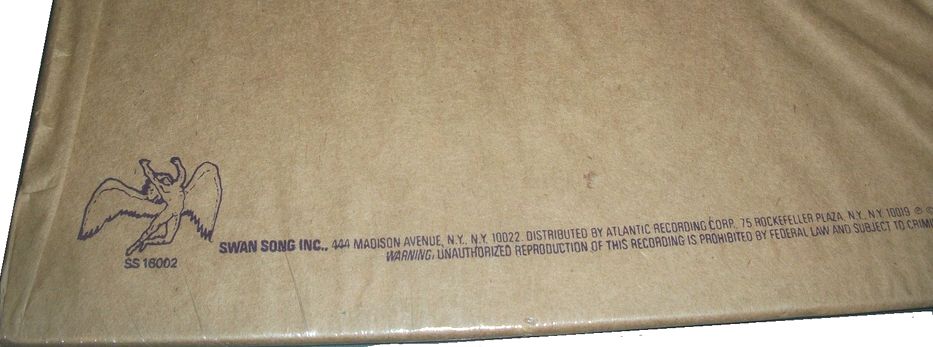 SWAN SONG INC., 444 MADISON AVENUE, N.Y., N.Y. 10022. DISTRIBUTED BY ATLANTIC RECORDING CORP., 75 ROCKEFELLER PLAZA, N.Y., N.Y. 10019 ℗ ©
SS 16002
WARNING: UNAUTHORIZED REPRODUCTION OF THIS RECORDING IS PROHIBITED BY FEDERAL LAW AND SUBJECT TO CRIMI